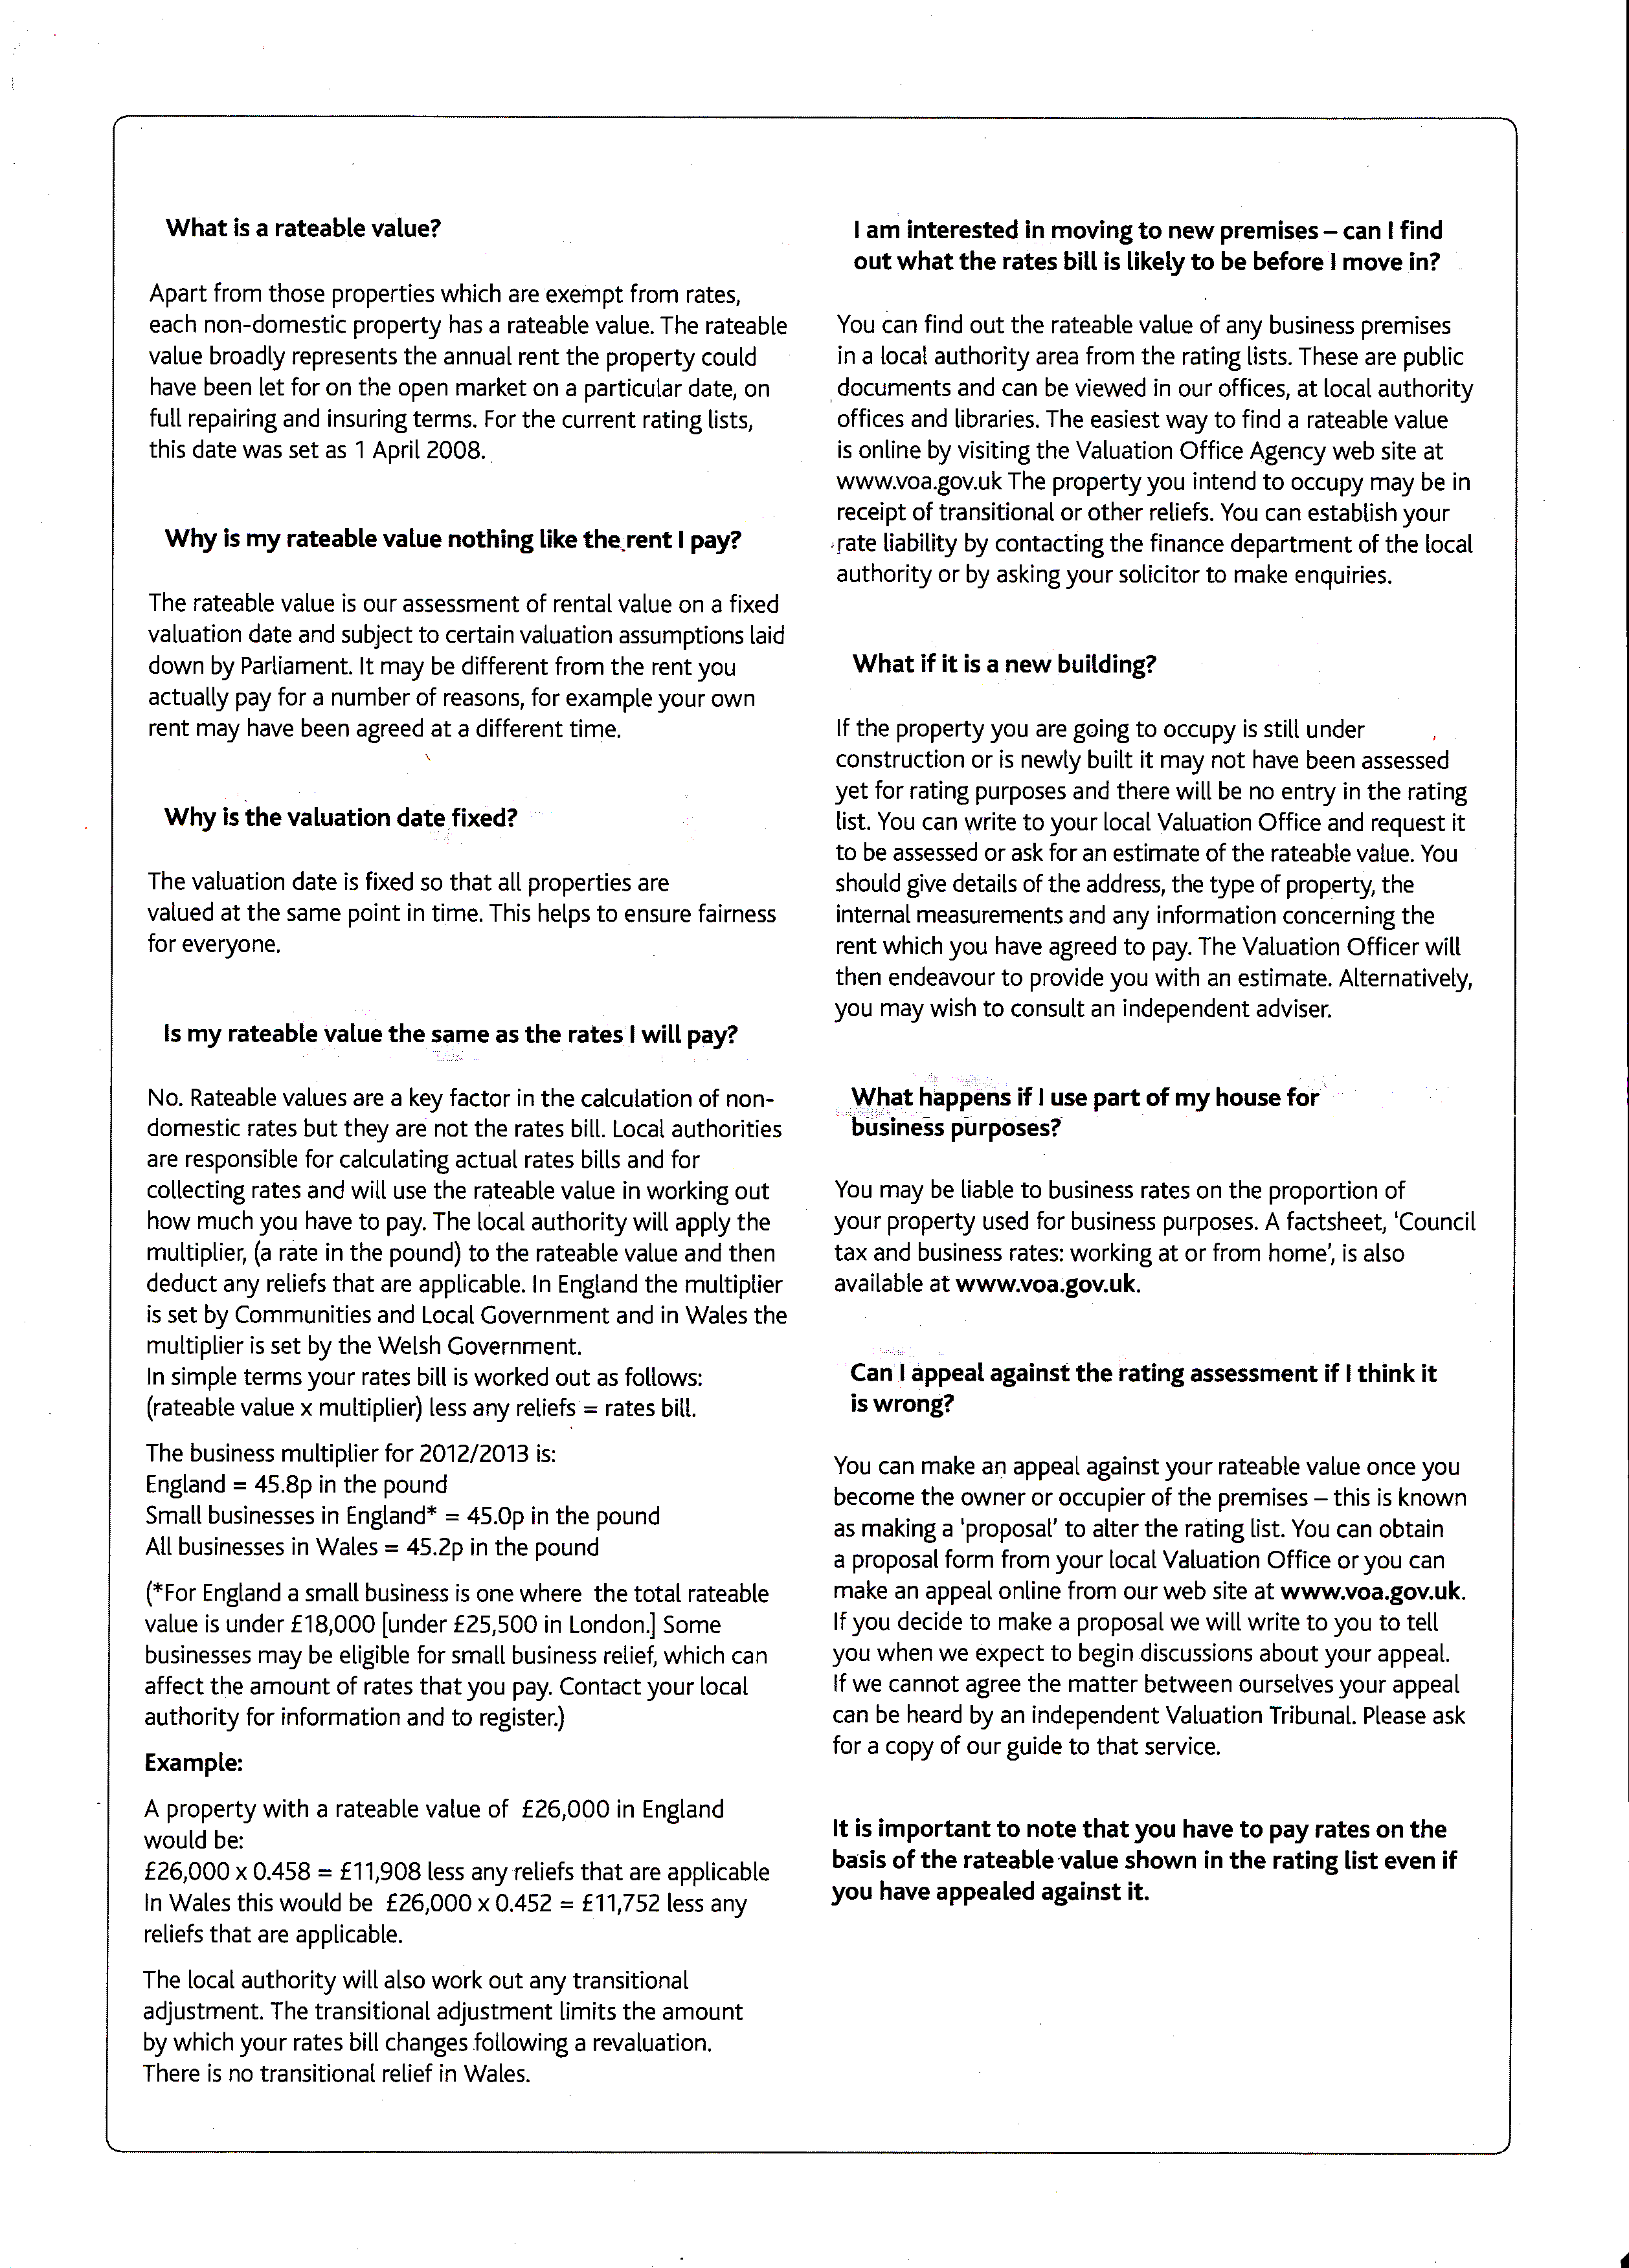 What is a rateable value?
Apart from those properties which are exempt from rates,
each non-domestic property has a rateable value. The rateable
value broadly represents the annual rent the property could
have been let for on the open market on a particular date, on
full repairing and insuring terms. For the current rating lists,
this date was set as 1 April 2008.
Why is my rateable value nothing like the rent I pay?
The rateable value is our assessment of rental value on a fixed
valuation date and subject to certain valuation assumptions laid
down by Parliament. It may be different from the rent you
actually pay for a number of reasons, for example your own
rent may have been agreed at a different time.
Why is the valuation date fixed?
The valuation date is fixed so that all properties are
valued at the same point in time. This helps to ensure fairness
for everyone.
Is my rateable value the same as the rates I will pay?
No. Rateable values are a key factor in the calculation of non-
domestic rates but they are not the rates bill. Local authorities
are responsible for calculating actual rates bills and for
collecting rates and will use the rateable value in working out
how much you have to pay. The local authority will apply the
multiplier, (a rate in the pound) to the rateable value and then
deduct any reliefs that are applicable. In England the multiplier
is set by Communities and Local Government and in Wales the
multiplier is set by the Welsh Government.
In simple terms your rates bill is worked out as follows:
(rateable value x multiplier) less any reliefs = rates bill.
The business multiplier for 2012/2013 is:
England = 45.8p in the pound
Small businesses in England* = 45.0p in the pound
All businesses in Wales = 45.2p in the pound
(*For England a small business is one where the total rateable
value is under £18,000 [under £25,500 in London.] Some
businesses may be eligible for small business relief, which can
affect the amount of rates that you pay. Contact your local
authority for information and to register.)
Example:
A property with a rateable value of £26,000 in England
would be:
£26,000 x 0.458 = £11,908 less any reliefs that are applicable
In Wales this would be £26,000 x 0.452 = £11,752 less any
reliefs that are applicable.
The local authority will also work out any transitional
adjustment. The transitional adjustment limits the amount
by which your rates bill changes following a revaluation.
There is no transitional relief in Wales.
I am interested in moving to new premises – can I find
out what the rates bill is likely to be before I move in?
You can find out the rateable value of any business premises
in a local authority area from the rating lists. These are public
documents and can be viewed in our offices, at local authority
offices and libraries. The easiest way to find a rateable value
is online by visiting the Valuation Office Agency web site at
www.voa.gov.uk The property you intend to occupy may be in
receipt of transitional or other reliefs. You can establish your
rate liability by contacting the finance department of the local
authority or by asking your solicitor to make enquiries.
What if it is a new building?
If the property you are going to occupy is still under
construction or is newly built it may not have been assessed
yet for rating purposes and there will be no entry in the rating
list. You can write to your local Valuation Office and request it
to be assessed or ask for an estimate of the rateable value. You
should give details of the address, the type of property, the
internal measurements and any information concerning the
rent which you have agreed to pay. The Valuation Officer will
then endeavour to provide you with an estimate. Alternatively,
you may wish to consult an independent adviser.
What happens if I use part of my house for
business purposes?
You may be liable to business rates on the proportion of
your property used for business purposes. A factsheet, 'Council
tax and business rates: working at or from home', is also
available at www.voa.gov.uk.
Can I appeal against the rating assessment if I think it
is wrong?
You can make an appeal against your rateable value once you
become the owner or occupier of the premises – this is known
as making a 'proposal' to alter the rating list. You can obtain
a proposal form from your local Valuation Office or you can
make an appeal online from our web site at www.voa.gov.uk.
If you decide to make a proposal we will write to you to tell
you when we expect to begin discussions about your appeal.
If we cannot agree the matter between ourselves your appeal
can be heard by an independent Valuation Tribunal. Please ask
for a copy of our guide to that service.
It is important to note that you have to pay rates on the
basis of the rateable value shown in the rating list even if
you have appealed against it.